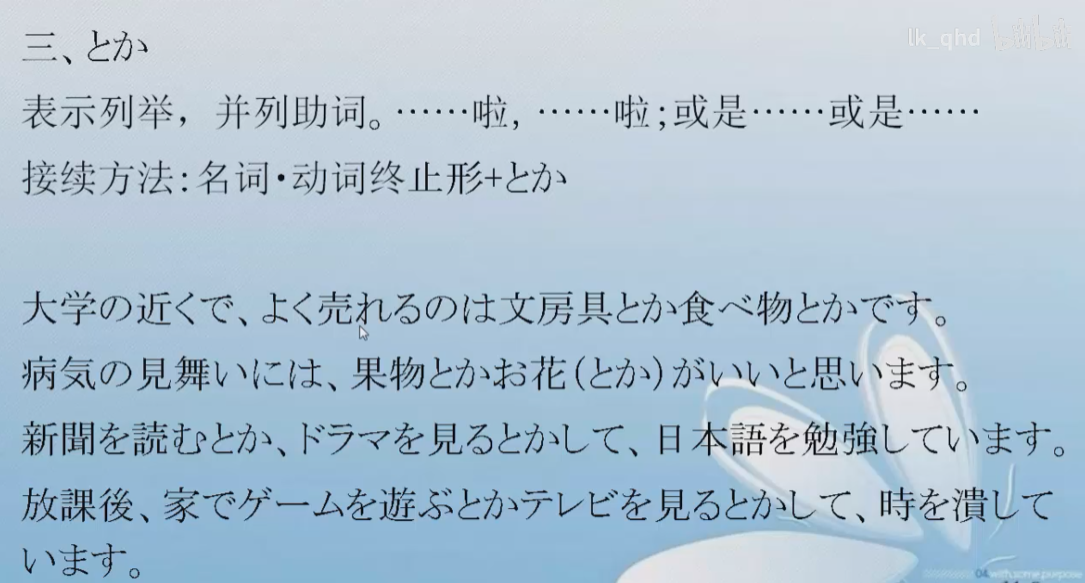 lk_qhd
三、とか
表示列举，并列助词。……啦，……啦；或是……或是……
接续方法：名词・动词终止形+とか
大学の近くで、よく売れるのは文房具とか食べ物とかです。
病気の見舞いには、果物とかお花（とか）がいいと思います。
新聞を読むとか、ドラマを見るとかして、日本語を勉強しています。
放課後、家でゲームを遊ぶとかテレビを見るとかして、時を潰して
います。
with some purpose